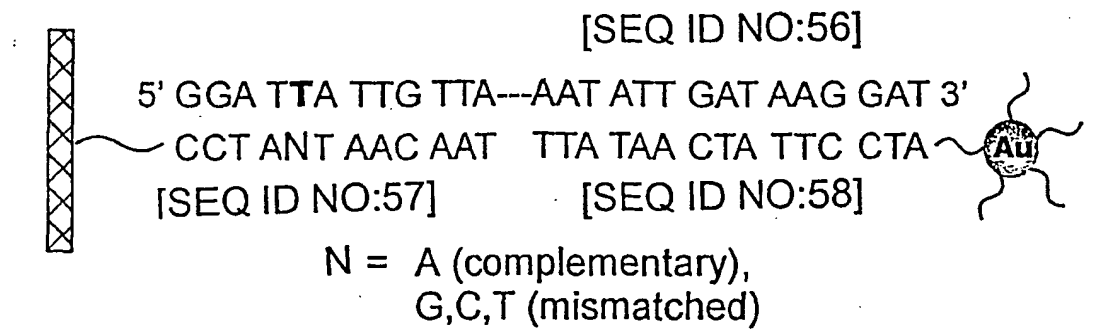 [SEQ ID NO:56]
5' GGA TTA TTG TTA---AAT ATT GAT AAG GAT 3'
CCT ANT AAC AAT TTA TAA CTA TTC CTA
Au
[SEQ ID NO:57] [SEQ ID NO:58]
N = A (complementary),
G,C,T (mismatched)